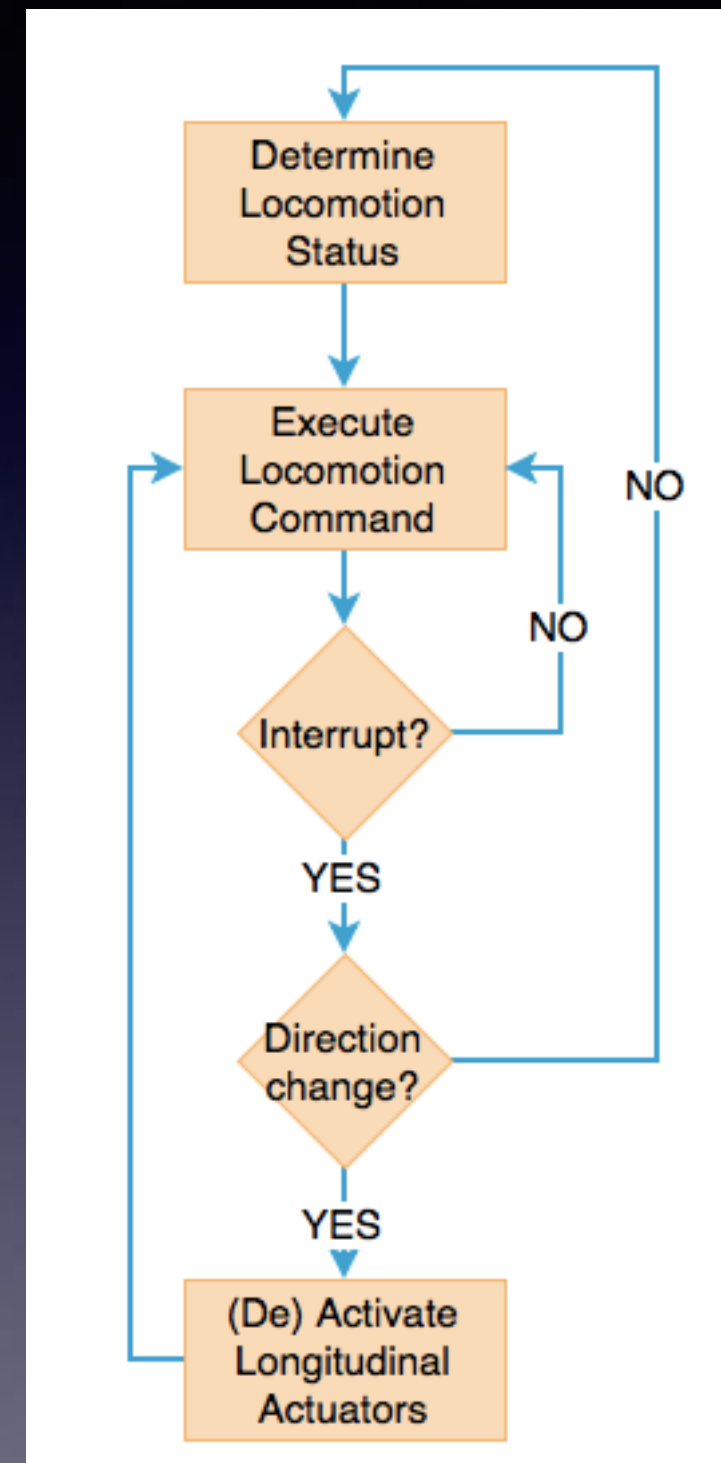 Determine
Locomotion
Status
Execute
Locomotion
Command
NO
NO
Interrupt?
YES
Direction
change?
YES
(De) Activate
Longitudinal
Actuators